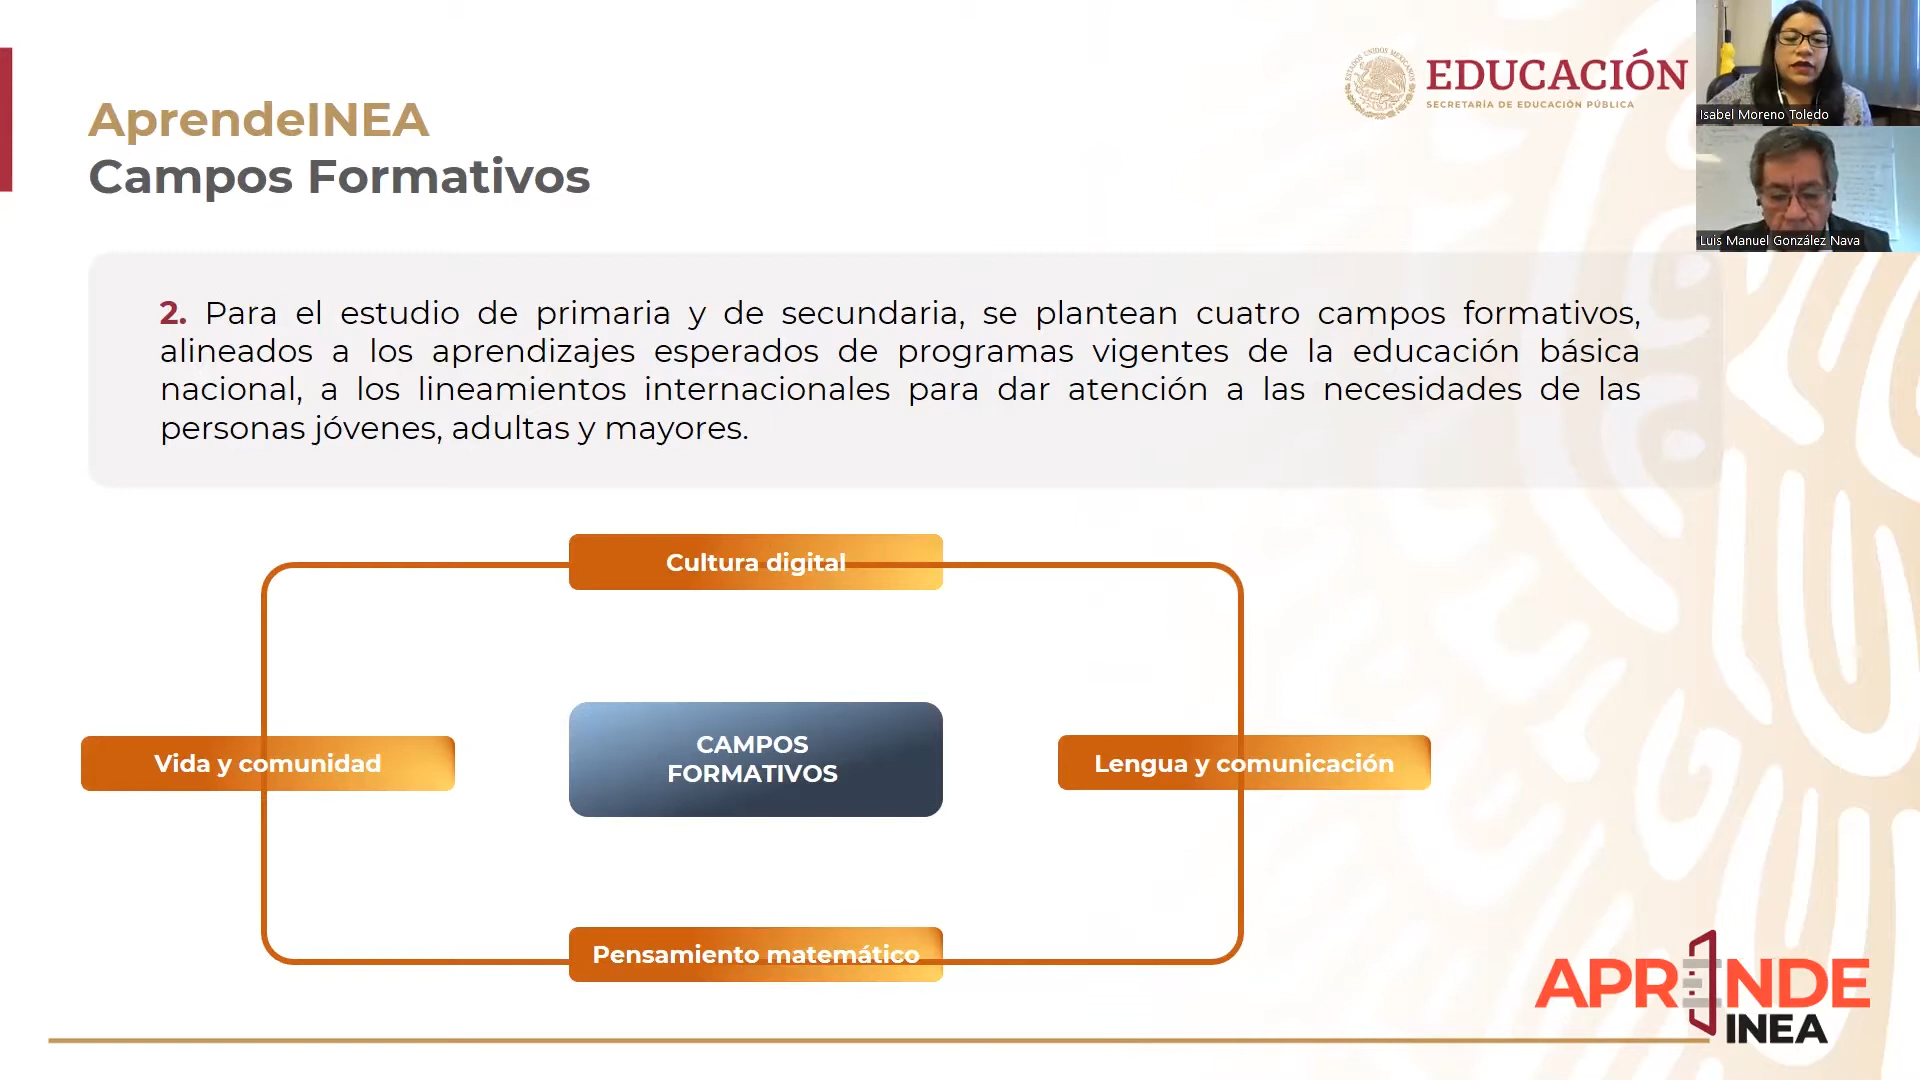 AprendeINEA
Campos Formativos
EDUCACIÓN
SECRETARÍA DE EDUCACIÓN PÚBLICA
ESTADOS UNIDOS MEXICANOS
Isabel Moreno Toledo
Luis Manuel González Nava
2. Para el estudio de primaria y de secundaria, se plantean cuatro campos formativos,
alineados a los aprendizajes esperados de programas vigentes de la educación básica
nacional, a los lineamientos internacionales para dar atención a las necesidades de las
personas jóvenes, adultas y mayores.
Cultura digital
Vida y comunidad
CAMPOS
FORMATIVOS
Lengua y comunicación
Pensamiento matemático
APRENDE
INEA